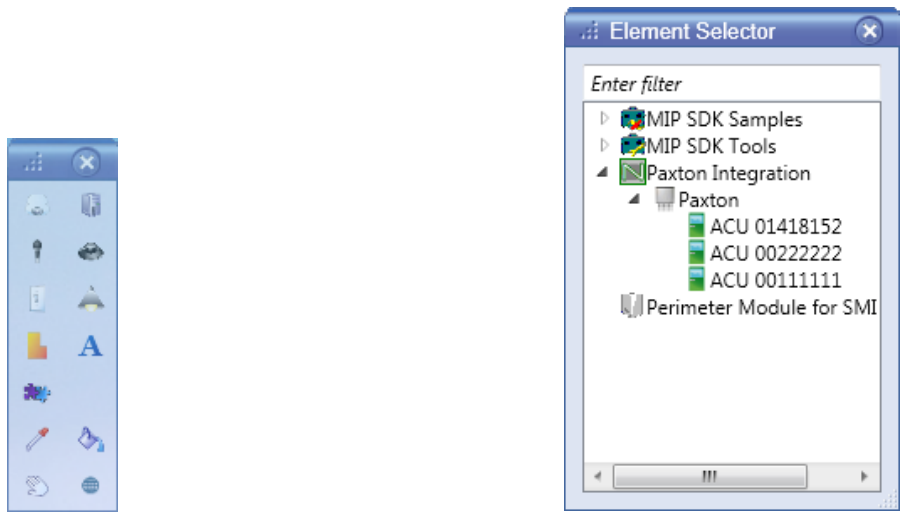 Element Selector
Enter filter
MIP SDK Samples
MIP SDK Tools
Paxton Integration
Paxton
ACU 01418152
ACU 00222222
ACU 00111111
Perimeter Module for SMI
A